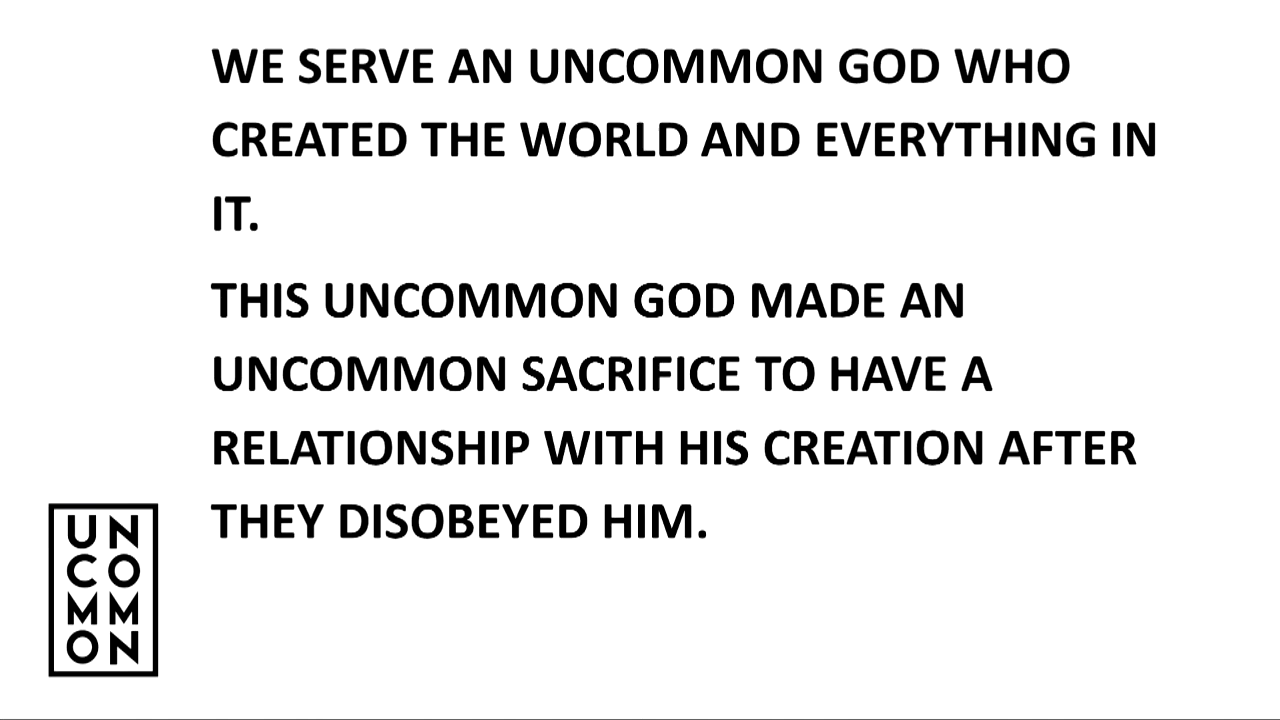 WE SERVE AN UNCOMMON GOD WHO
CREATED THE WORLD AND EVERYTHING IN
IT.
THIS UNCOMMON GOD MADE AN
UNCOMMON SACRIFICE TO HAVE A
RELATIONSHIP WITH HIS CREATION AFTER
THEY DISOBEYED HIM.
UN
CO
MM
ON